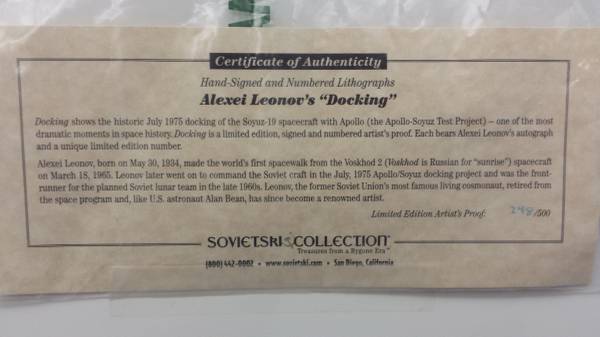 Certificate of Authenticity
Hand-Signed and Numbered Lithographs
Alexei Leonov's "Docking"
Docking shows the historic July 1975 docking of the Soyuz-19 spacecraft with Apollo (the Apollo-Soyuz Test Project) – one of the most
dramatic moments in space history. Docking is a limited edition, signed and numbered artist's proof. Each bears Alexei Leonov's autograph
and a unique limited edition number.
Alexei Leonov, born on May 30, 1934, made the world's first spacewalk from the Voskhod 2 (Voskhod is Russian for "sunrise") spacecraft
on March 18, 1965. Leonov later went on to command the Soviet craft in the July, 1975 Apollo/Soyuz docking project and was the front-
runner for the planned Soviet lunar team in the late 1960s. Leonov, the former Soviet Union's most famous living cosmonaut, retired from
the space program and, like U.S. astronaut Alan Bean, has since become a renowned artist.
Limited Edition Artist's Proof: 248/500
SOVIETSKI COLLECTION
Treasures from a Bygone Era™
(800) 442-0002 • www.sovietski.com • San Diego, California